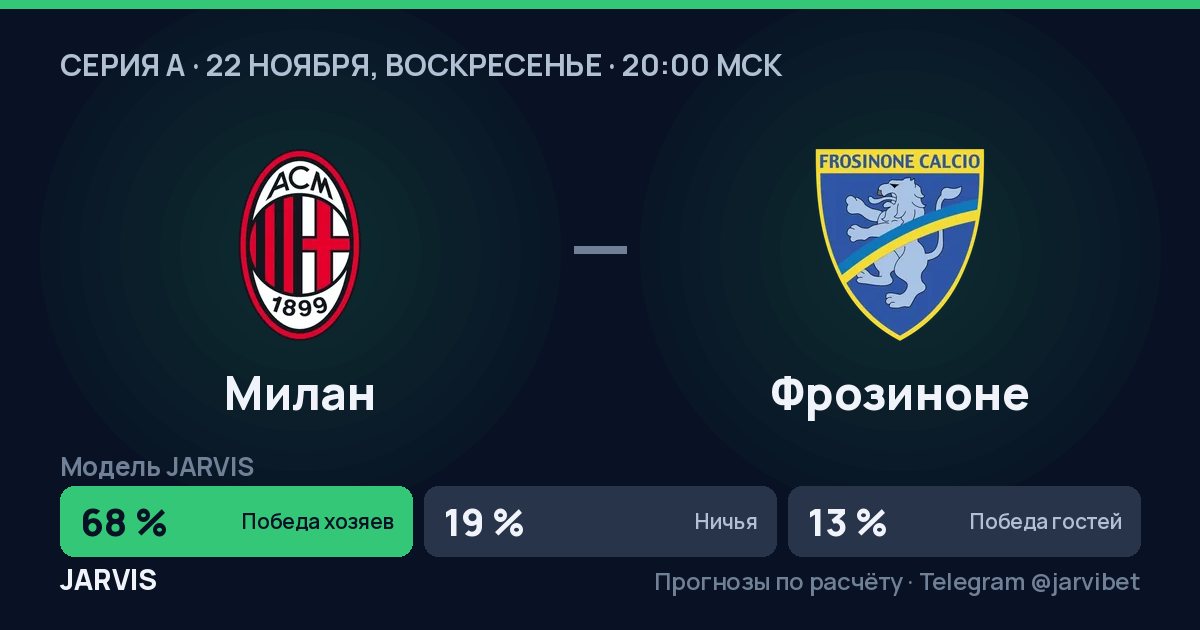 СЕРИЯ А · 22 НОЯБРЯ, ВОСКРЕСЕНЬЕ · 20:00 МСК
ACM
1899
FROSINONE CALCIO
—
Милан
Фрозиноне
Модель JARVIS
68 % Победа хозяев
19 % Ничья
13 % Победа гостей
JARVIS
Прогнозы по расчёту · Telegram @jarvibet